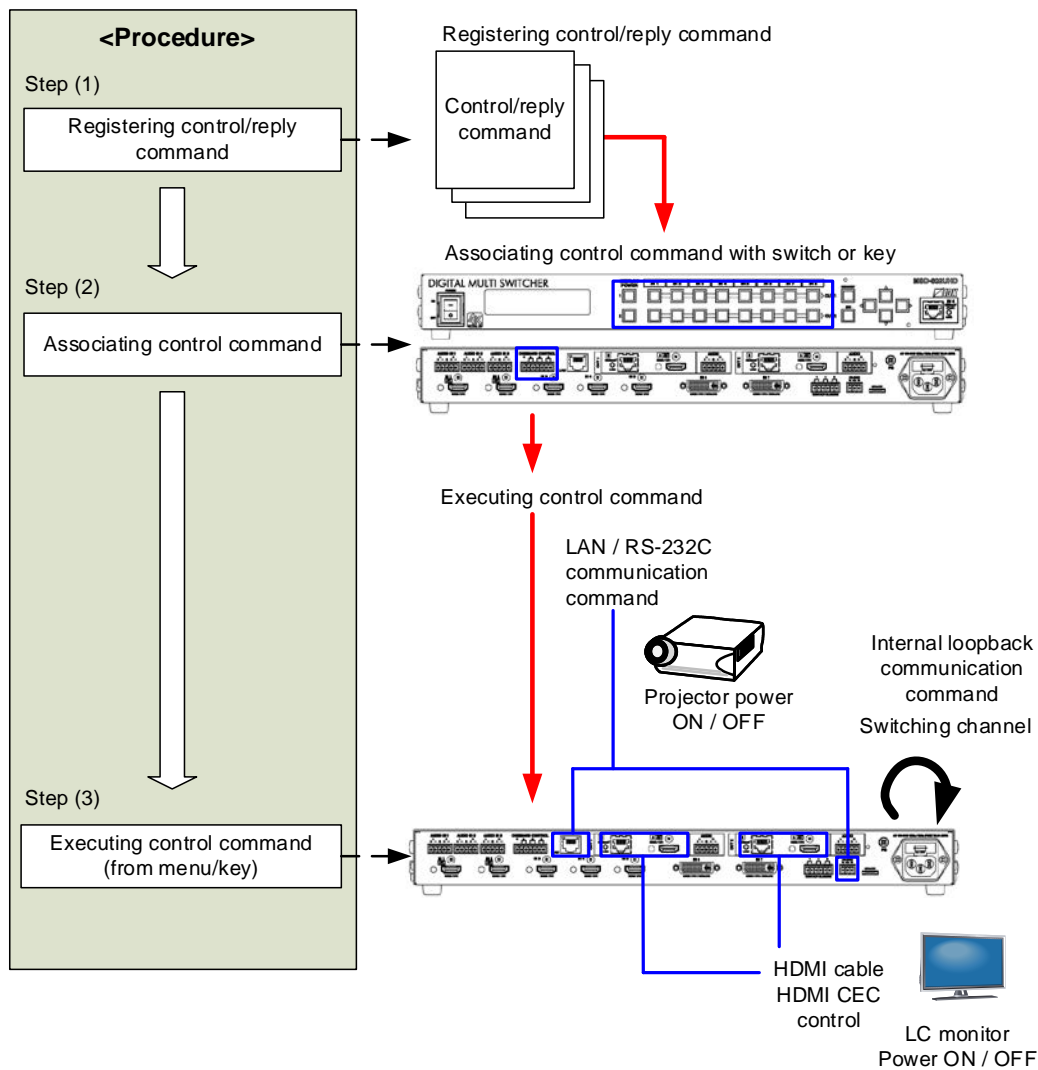 <Procedure>
Step (1)
Registering control/reply
command
Step (2)
Associating control command
Step (3)
Executing control command
(from menu/key)
Registering control/reply command
Control/reply
command
Associating control command with switch or key
DIGITAL MULTI SWITCHER
Executing control command
LAN / RS-232C
communication
command
Projector power
ON / OFF
Internal loopback
communication
command
Switching channel
HDMI cable
HDMI CEC
control
LC monitor
Power ON / OFF